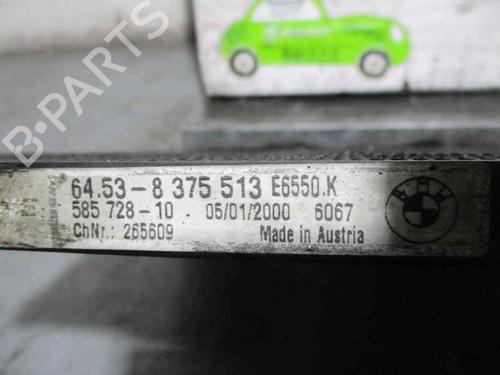 B-PARTS
64.53- 8 375 513 E6550.K
585 728-10 . 05/01/2000 6067
ChNr.: 265609 Made in Austria
BMW